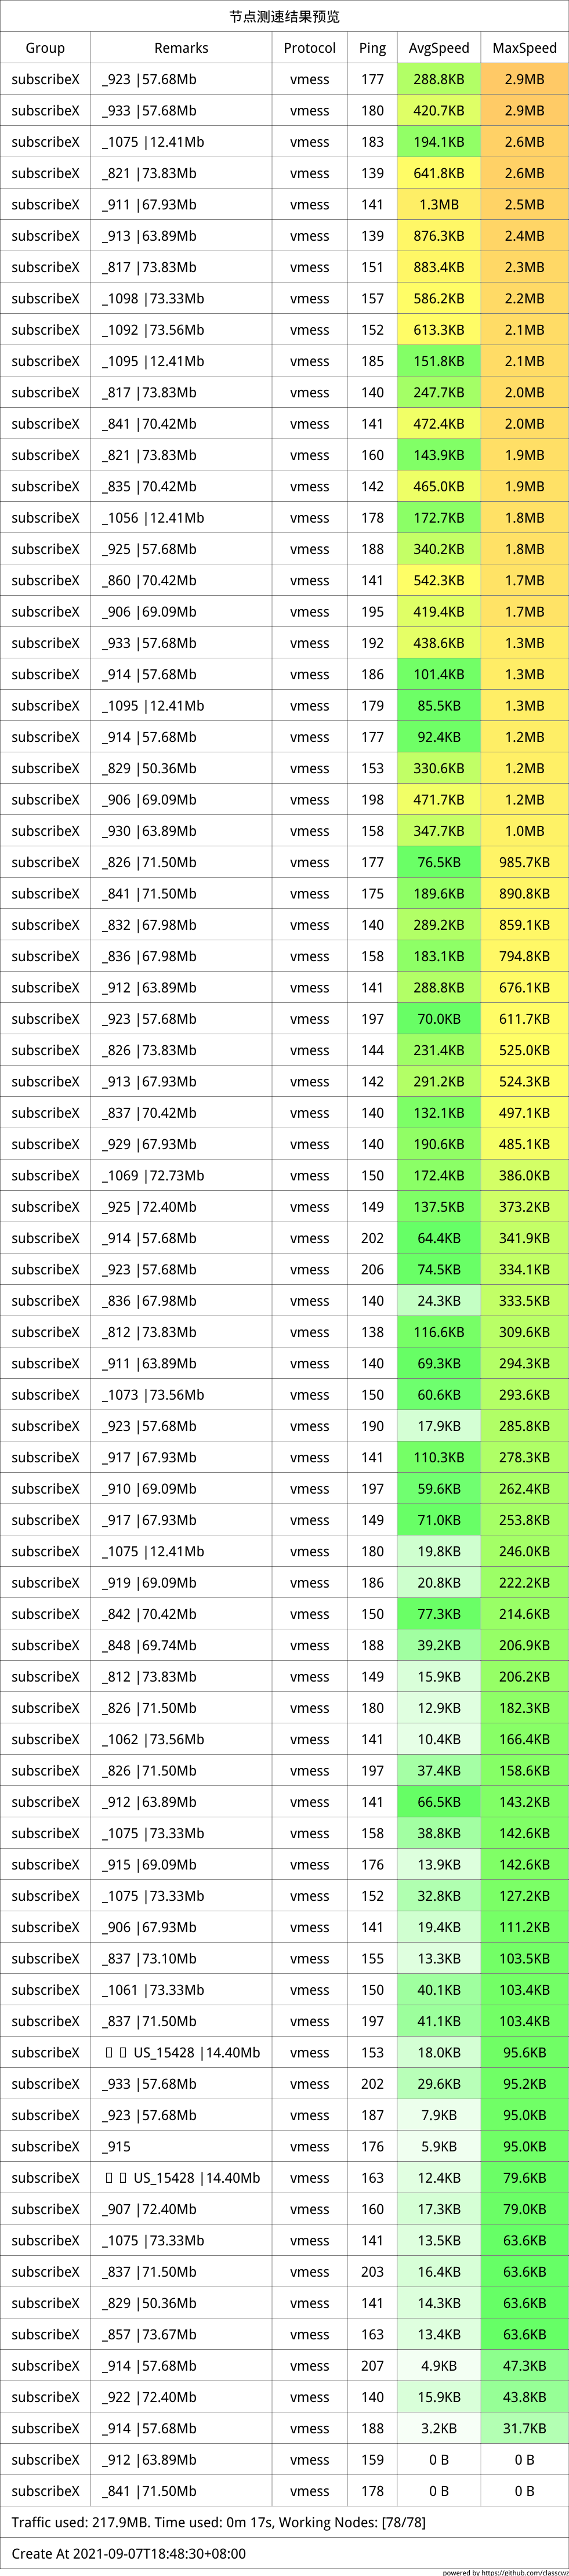 节点测速结果预览
Group Remarks Protocol Ping AvgSpeed MaxSpeed
subscribeX _923 |57.68Mb vmess 177 288.8KB 2.9MB
subscribeX _933 |57.68Mb vmess 180 420.7KB 2.9MB
subscribeX _1075 |12.41Mb vmess 183 194.1KB 2.6MB
subscribeX _821 |73.83Mb vmess 139 641.8KB 2.6MB
subscribeX _911 |67.93Mb vmess 141 1.3MB 2.5MB
subscribeX _913 |63.89Mb vmess 139 876.3KB 2.4MB
subscribeX _817 |73.83Mb vmess 151 883.4KB 2.3MB
subscribeX _1098 |73.33Mb vmess 157 586.2KB 2.2MB
subscribeX _1092 |73.56Mb vmess 152 613.3KB 2.1MB
subscribeX _1095 |12.41Mb vmess 185 151.8KB 2.1MB
subscribeX _817 |73.83Mb vmess 140 247.7KB 2.0MB
subscribeX _841 |70.42Mb vmess 141 472.4KB 2.0MB
subscribeX _821 |73.83Mb vmess 160 143.9KB 1.9MB
subscribeX _835 |70.42Mb vmess 142 465.0KB 1.9MB
subscribeX _1056 |12.41Mb vmess 178 172.7KB 1.8MB
subscribeX _925 |57.68Mb vmess 188 340.2KB 1.8MB
subscribeX _860 |70.42Mb vmess 141 542.3KB 1.7MB
subscribeX _906 |69.09Mb vmess 195 419.4KB 1.7MB
subscribeX _933 |57.68Mb vmess 192 438.6KB 1.3MB
subscribeX _914 |57.68Mb vmess 186 101.4KB 1.3MB
subscribeX _1095 |12.41Mb vmess 179 85.5KB 1.3MB
subscribeX _914 |57.68Mb vmess 177 92.4KB 1.2MB
subscribeX _829 |50.36Mb vmess 153 330.6KB 1.2MB
subscribeX _906 |69.09Mb vmess 198 471.7KB 1.2MB
subscribeX _930 |63.89Mb vmess 158 347.7KB 1.0MB
subscribeX _826 |71.50Mb vmess 177 76.5KB 985.7KB
subscribeX _841 |71.50Mb vmess 175 189.6KB 890.8KB
subscribeX _832 |67.98Mb vmess 140 289.2KB 859.1KB
subscribeX _836 |67.98Mb vmess 158 183.1KB 794.8KB
subscribeX _912 |63.89Mb vmess 141 288.8KB 676.1KB
subscribeX _923 |57.68Mb vmess 197 70.0KB 611.7KB
subscribeX _826 |73.83Mb vmess 144 231.4KB 525.0KB
subscribeX _913 |67.93Mb vmess 142 291.2KB 524.3KB
subscribeX _837 |70.42Mb vmess 140 132.1KB 497.1KB
subscribeX _929 |67.93Mb vmess 140 190.6KB 485.1KB
subscribeX _1069 |72.73Mb vmess 150 172.4KB 386.0KB
subscribeX _925 |72.40Mb vmess 149 137.5KB 373.2KB
subscribeX _914 |57.68Mb vmess 202 64.4KB 341.9KB
subscribeX _923 |57.68Mb vmess 206 74.5KB 334.1KB
subscribeX _836 |67.98Mb vmess 140 24.3KB 333.5KB
subscribeX _812 |73.83Mb vmess 138 116.6KB 309.6KB
subscribeX _911 |63.89Mb vmess 140 69.3KB 294.3KB
subscribeX _1073 |73.56Mb vmess 150 60.6KB 293.6KB
subscribeX _923 |57.68Mb vmess 190 17.9KB 285.8KB
subscribeX _917 |67.93Mb vmess 141 110.3KB 278.3KB
subscribeX _910 |69.09Mb vmess 197 59.6KB 262.4KB
subscribeX _917 |67.93Mb vmess 149 71.0KB 253.8KB
subscribeX _1075 |12.41Mb vmess 180 19.8KB 246.0KB
subscribeX _919 |69.09Mb vmess 186 20.8KB 222.2KB
subscribeX _842 |70.42Mb vmess 150 77.3KB 214.6KB
subscribeX _848 |69.74Mb vmess 188 39.2KB 206.9KB
subscribeX _812 |73.83Mb vmess 149 15.9KB 206.2KB
subscribeX _826 |71.50Mb vmess 180 12.9KB 182.3KB
subscribeX _1062 |73.56Mb vmess 141 10.4KB 166.4KB
subscribeX _826 |71.50Mb vmess 197 37.4KB 158.6KB
subscribeX _912 |63.89Mb vmess 141 66.5KB 143.2KB
subscribeX _1075 |73.33Mb vmess 158 38.8KB 142.6KB
subscribeX _915 |69.09Mb vmess 176 13.9KB 142.6KB
subscribeX _1075 |73.33Mb vmess 152 32.8KB 127.2KB
subscribeX _906 |67.93Mb vmess 141 19.4KB 111.2KB
subscribeX _837 |73.10Mb vmess 155 13.3KB 103.5KB
subscribeX _1061 |73.33Mb vmess 150 40.1KB 103.4KB
subscribeX _837 |71.50Mb vmess 197 41.1KB 103.4KB
subscribeX US_15428 |14.40Mb vmess 153 18.0KB 95.6KB
subscribeX _933 |57.68Mb vmess 202 29.6KB 95.2KB
subscribeX _923 |57.68Mb vmess 187 7.9KB 95.0KB
subscribeX _915 vmess 176 5.9KB 95.0KB
subscribeX US_15428 |14.40Mb vmess 163 12.4KB 79.6KB
subscribeX _907 |72.40Mb vmess 160 17.3KB 79.0KB
subscribeX _1075 |73.33Mb vmess 141 13.5KB 63.6KB
subscribeX _837 |71.50Mb vmess 203 16.4KB 63.6KB
subscribeX _829 |50.36Mb vmess 141 14.3KB 63.6KB
subscribeX _857 |73.67Mb vmess 163 13.4KB 63.6KB
subscribeX _914 |57.68Mb vmess 207 4.9KB 47.3KB
subscribeX _922 |72.40Mb vmess 140 15.9KB 43.8KB
subscribeX _914 |57.68Mb vmess 188 3.2KB 31.7KB
subscribeX _912 |63.89Mb vmess 159 0 B 0 B
subscribeX _841 |71.50Mb vmess 178 0 B 0 B
Traffic used: 217.9MB. Time used: 0m 17s, Working Nodes: [78/78]
Create At 2021-09-07T18:48:30+08:00
powered by https://github.com/classcwz